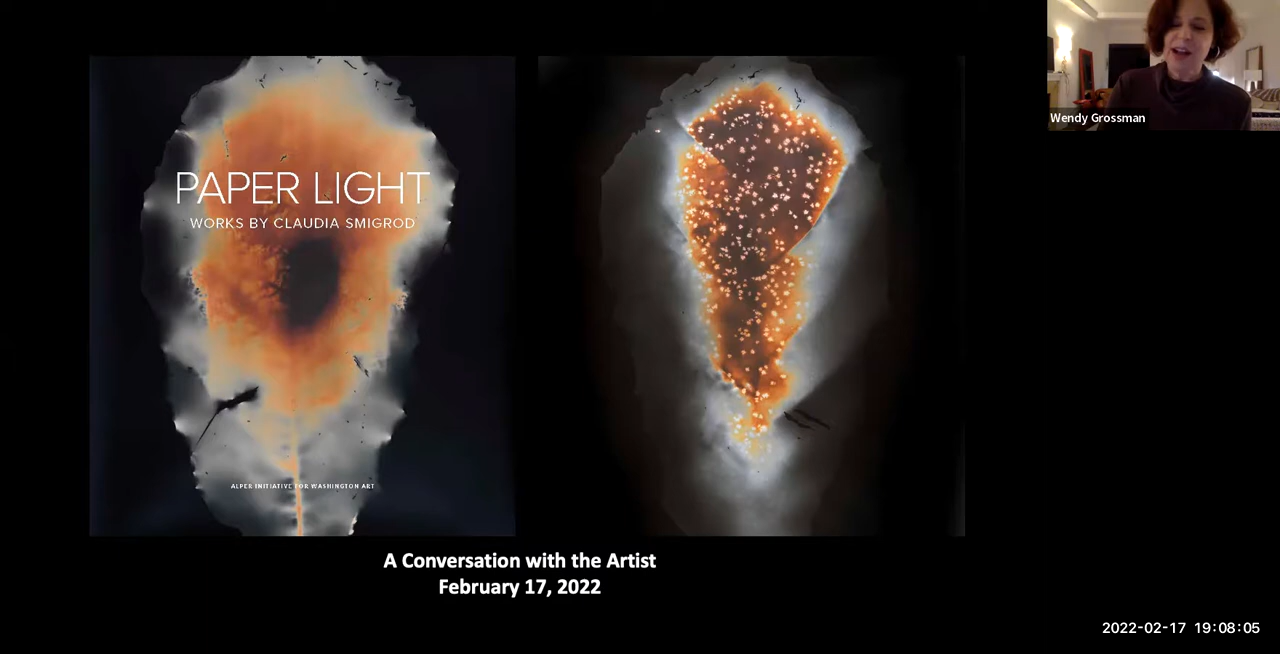 Wendy Grossman
PAPER LIGHT
WORKS BY CLAUDIA SMIGROD
ALPER INITIATIVE FOR WASHINGTON ART
A Conversation with the Artist
February 17, 2022
2022-02-17 19:08:05